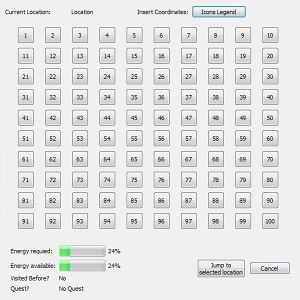 Current Location: Location Insert Coordinates: Icons Legend
1 2 3 4 5 6 7 8 9 10
11 12 13 14 15 16 17 18 19 20
21 22 23 24 25 26 27 28 29 30
31 32 33 34 35 36 37 38 39 40
41 42 43 44 45 46 47 48 49 50
51 52 53 54 55 56 57 58 59 60
61 62 63 64 65 66 67 68 69 70
71 72 73 74 75 76 77 78 79 80
81 82 83 84 85 86 87 88 89 90
91 92 93 94 95 96 97 98 99 100
Energy requied: 24%
Energy available: 24%
Visited Before? No
Quest? No Quest
Jump to
selected location
Cancel